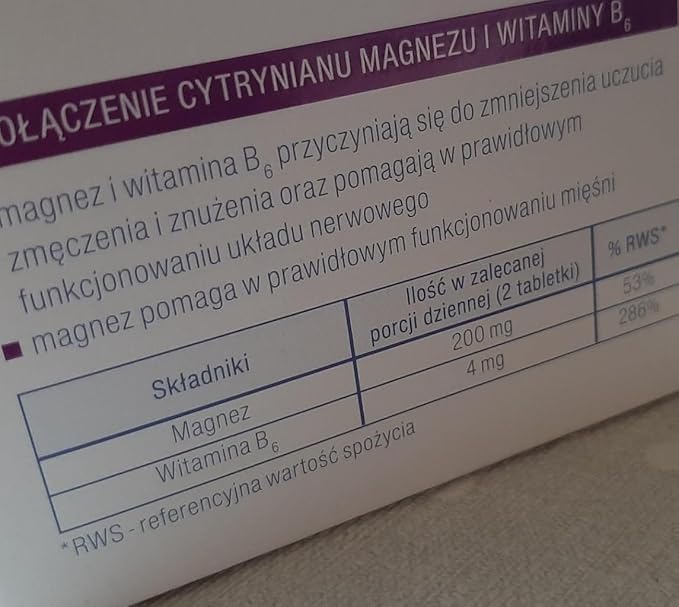 OŁĄCZENIE CYTRYNIANU MAGNEZU I WITAMINY B6
magnez i witamina B6 przyczyniają się do zmniejszenia uczucia
zmęczenia i znużenia oraz pomagają w prawidłowym
funkcjonowaniu układu nerwowego
magnez pomaga w prawidłowym funkcjonowaniu mięśni
Składniki
Ilość w zalecanej
porcji dziennej (2 tabletki)
% RWS*
Magnez 200 mg 53%
Witamina B6 4 mg 286%
*RWS - referencyjna wartość spożycia